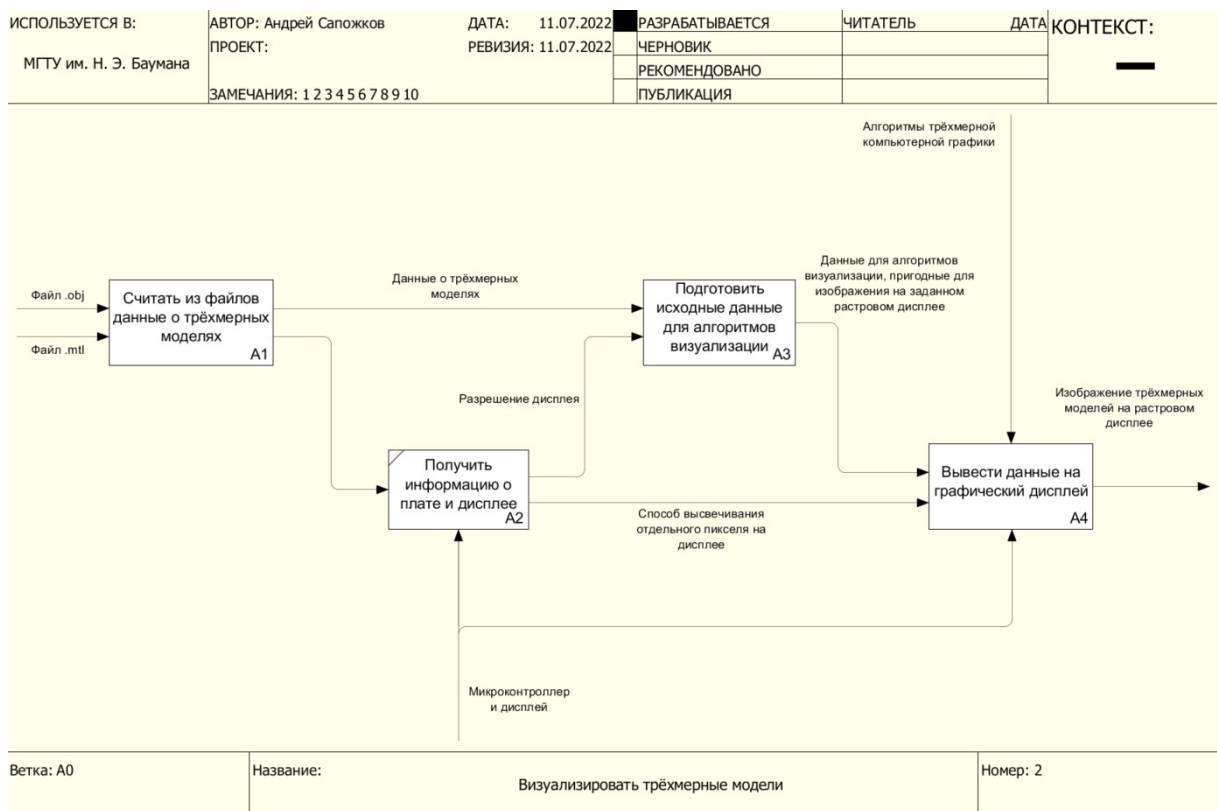 ИСПОЛЬЗУЕТСЯ В:
МГТУ им. Н. Э. Баумана
АВТОР: Андрей Сапожков
ДАТА: 11.07.2022
ПРОЕКТ:
РЕВИЗИЯ: 11.07.2022
ЗАМЕЧАНИЯ: 1 2 3 4 5 6 7 8 9 10
РАЗРАБАТЫВАЕТСЯ
ЧЕРНОВИК
РЕКОМЕНДОВАНО
ПУБЛИКАЦИЯ
ЧИТАТЕЛЬ
ДАТА
КОНТЕКСТ:
Алгоритмы трёхмерной
компьютерной графики
Файл .obj
Файл .mtl
Считать из файлов
данные о трёхмерных
моделях
A1
Данные о трёхмерных
моделях
Подготовить
исходные данные
для алгоритмов
визуализации
A3
Данные для алгоритмов
визуализации, пригодные для
изображения на заданном
растровом дисплее
Разрешение дисплея
Получить
информацию о
плате и дисплее
A2
Способ высвечивания
отдельного пикселя на
дисплее
Вывести данные на
графический дисплей
A4
Изображение трёхмерных
моделей на растровом
дисплее
Микроконтроллер
и дисплей
Ветка: A0
Название:
Визуализировать трёхмерные модели
Номер: 2